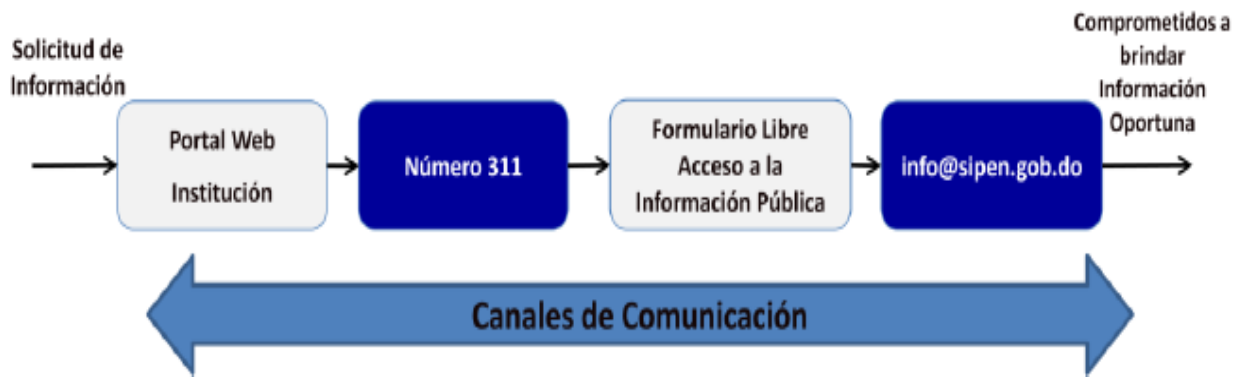 Solicitud de
Información
Portal Web
Institución
Número 311
Formulario Libre
Acceso a la
Información Pública
info@sipen.gob.do
Comprometidos a
brindar
Información
Oportuna
Canales de Comunicación